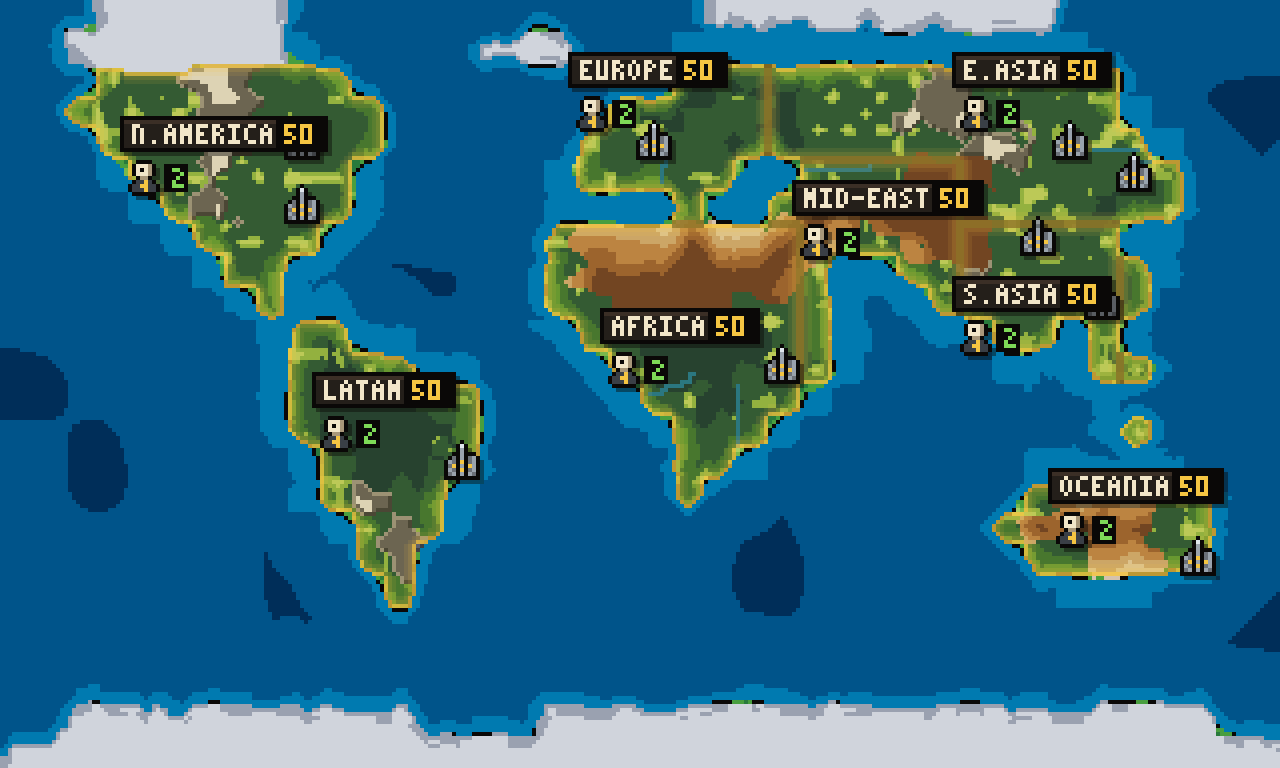 EUROPE 50
2
E.ASIA 50
2
N.AMERICA 50
2
MID-EAST 50
2
S.ASIA 50
2
AFRICA 50
2
LATAM 50
2
OCEANIA 50
2